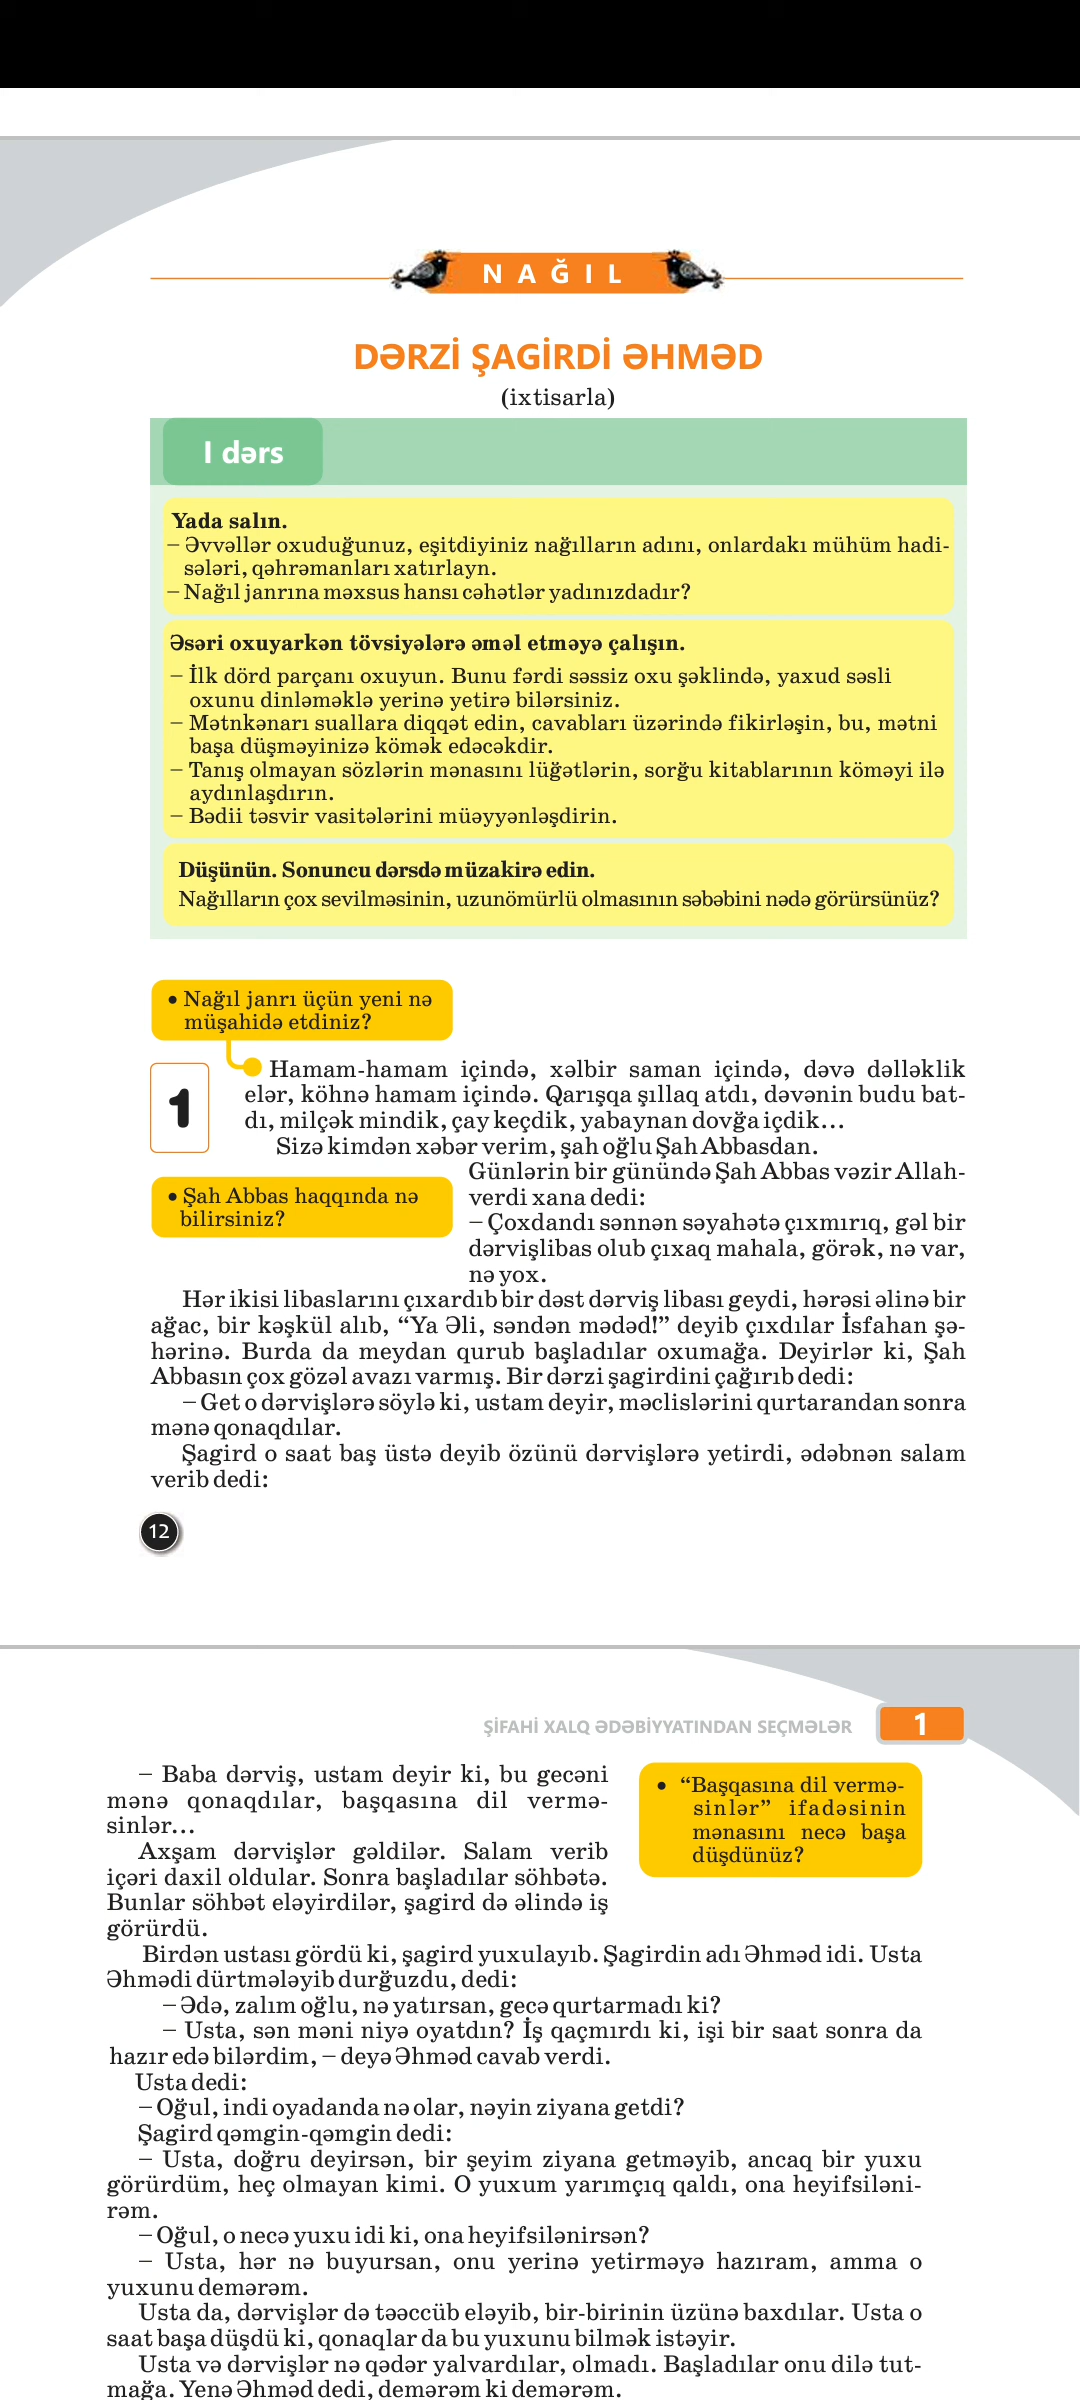 NAĞIL
DƏRZİ ŞAGİRDİ ƏHMƏD
(ixtisarla)
I dərs
Yada salın.
– Əvvəllər oxuduğunuz, eşitdiyiniz nağılların adını, onlardakı mühüm hadi-
sələri, qəhrəmanları xatırlayn.
– Nağıl janrına məxsus hansı cəhətlər yadınızdadır?
Əsəri oxuyarkən tövsiyələrə əməl etməyə çalışın.
– İlk dörd parçanı oxuyun. Bunu fərdi səssiz oxu şəklində, yaxud səsli
oxunu dinləməklə yerinə yetirə bilərsiniz.
– Mətnkənarı suallara diqqət edin, cavabları üzərində fikirləşin, bu, mətni
başa düşməyinizə kömək edəcəkdir.
– Tanış olmayan sözlərin mənasını lüğətlərin, sorğu kitablarının köməyi ilə
aydınlaşdırın.
– Bədii təsvir vasitələrini müəyyənləşdirin.
Düşünün. Sonuncu dərsdə müzakirə edin.
Nağılların çox sevilməsinin, uzunömürlü olmasının səbəbini nədə görürsünüz?
• Nağıl janrı üçün yeni nə
müşahidə etdiniz?
1
Hamam-hamam içində, xəlbir saman içində, dəvə dəlləklik
elər, köhnə hamam içində. Qarışqa şıllaq atdı, dəvənin budu bat-
dı, milçək mindik, çay keçdik, yabaynan dovğa içdik...
Sizə kimdən xəbər verim, şah oğlu Şah Abbasdan.
• Şah Abbas haqqında nə
bilirsiniz?
Günlərin bir günündə Şah Abbas vəzir Allah-
verdi xana dedi:
– Çoxdandı sənnən səyahətə çıxmırıq, gəl bir
dərvişlibas olub çıxaq mahala, görək, nə var,
nə yox.
Hər ikisi libaslarını çıxardıb bir dəst dərviş libası geydi, hərəsi əlinə bir
ağac, bir kəşkül alıb, “Ya Əli, səndən mədəd!” deyib çıxdılar İsfahan şə-
hərinə. Burda da meydan qurub başladılar oxumağa. Deyirlər ki, Şah
Abbasın çox gözəl avazı varmış. Bir dərzi şagirdini çağırıb dedi:
– Get o dərvişlərə söylə ki, ustam deyir, məclislərini qurtarandan sonra
mənə qonaqdılar.
Şagird o saat baş üstə deyib özünü dərvişlərə yetirdi, ədəbnən salam
verib dedi:
12
ŞİFAHİ XALQ ƏDƏBİYYATINDAN SEÇMƏLƏR
1
– Baba dərviş, ustam deyir ki, bu gecəni
mənə qonaqdılar, başqasına dil vermə-
sinlər...
• “Başqasına dil vermə-
sinlər” ifadəsinin
mənasını necə başa
düşdünüz?
Axşam dərvişlər gəldilər. Salam verib
içəri daxil oldular. Sonra başladılar söhbətə.
Bunlar söhbət eləyirdilər, şagird də əlində iş
görürdü.
Birdən ustası gördü ki, şagird yuxulayıb. Şagirdin adı Əhməd idi. Usta
Əhmədi dürtmələyib durğuzdu, dedi:
– Ədə, zalım oğlu, nə yatırsan, gecə qurtarmadı ki?
– Usta, sən məni niyə oyatdın? İş qaçmırdı ki, işi bir saat sonra da
hazır edə bilərdim, – deyə Əhməd cavab verdi.
Usta dedi:
– Oğul, indi oyadanda nə olar, nəyin ziyana getdi?
Şagird qəmgin-qəmgin dedi:
– Usta, doğru deyirsən, bir şeyim ziyana getməyib, ancaq bir yuxu
görürdüm, heç olmayan kimi. O yuxum yarımçıq qaldı, ona heyifsiləni-
rəm.
– Oğul, o necə yuxu idi ki, ona heyifsilənirsən?
– Usta, hər nə buyursan, onu yerinə yetirməyə hazıram, amma o
yuxunu demərəm.
Usta da, dərvişlər də təəccüb eləyib, bir-birinin üzünə baxdılar. Usta o
saat başa düşdü ki, qonaqlar da bu yuxunu bilmək istəyir.
Usta və dərvişlər nə qədər yalvardılar, olmadı. Başladılar onu dilə tut-
mağa. Yenə Əhməd dedi, demərəm ki demərəm.